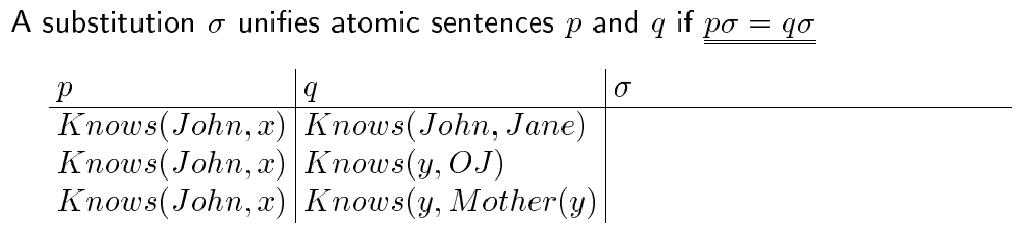 A substitution σ unifies atomic sentences p and q if pσ = qσ
p q σ
Knows(John, x) Knows(John, Jane)
Knows(John, x) Knows(y, OJ)
Knows(John, x) Knows(y, Mother(y)